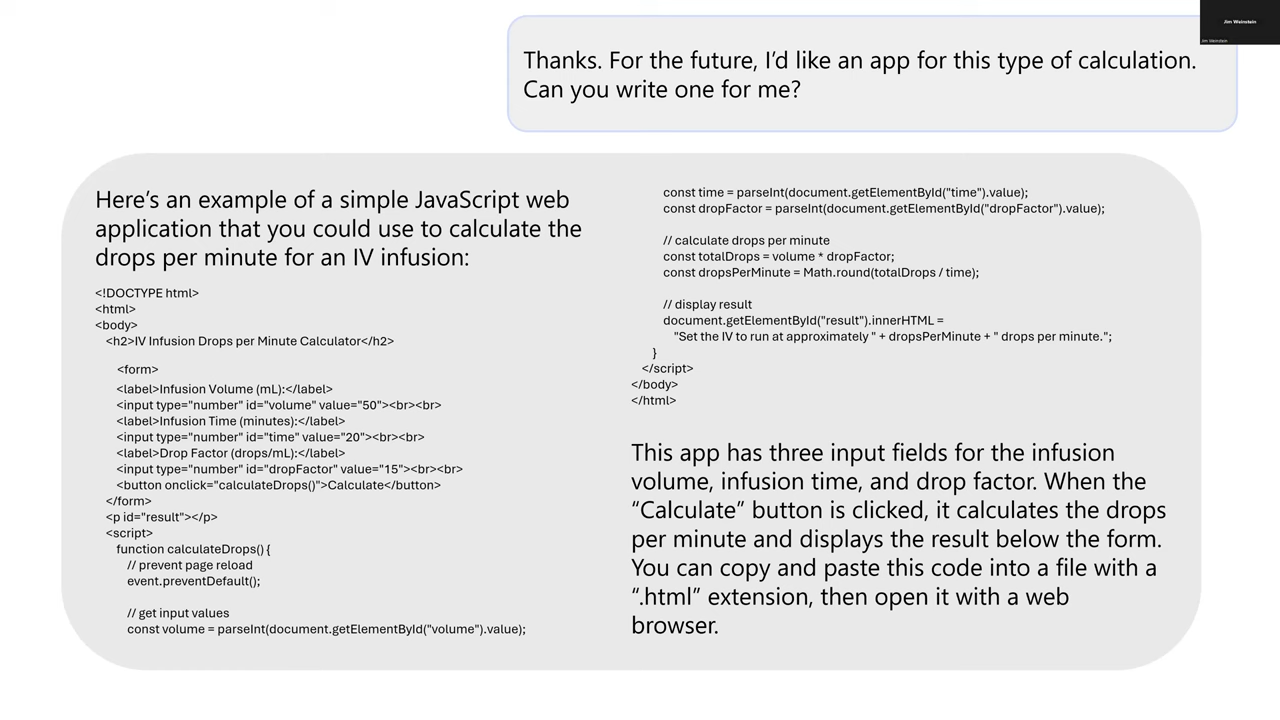 Jim Weinstein
Jim Weinstein
Thanks. For the future, I’d like an app for this type of calculation.
Can you write one for me?
Here’s an example of a simple JavaScript web
application that you could use to calculate the
drops per minute for an IV infusion:
<!DOCTYPE html>
<html>
<body>
<h2>IV Infusion Drops per Minute Calculator</h2>
<form>
<label>Infusion Volume (mL):</label>
<input type="number" id="volume" value="50"><br><br>
<label>Infusion Time (minutes):</label>
<input type="number" id="time" value="20"><br><br>
<label>Drop Factor (drops/mL):</label>
<input type="number" id="dropFactor" value="15"><br><br>
<button onclick="calculateDrops()">Calculate</button>
</form>
<p id="result"></p>
<script>
function calculateDrops() {
// prevent page reload
event.preventDefault();
// get input values
const volume = parseInt(document.getElementById("volume").value);
const time = parseInt(document.getElementById("time").value);
const dropFactor = parseInt(document.getElementById("dropFactor").value);
// calculate drops per minute
const totalDrops = volume * dropFactor;
const dropsPerMinute = Math.round(totalDrops / time);
// display result
document.getElementById("result").innerHTML =
"Set the IV to run at approximately " + dropsPerMinute + " drops per minute.";
}
</script>
</body>
</html>
This app has three input fields for the infusion
volume, infusion time, and drop factor. When the
“Calculate” button is clicked, it calculates the drops
per minute and displays the result below the form.
You can copy and paste this code into a file with a
“.html” extension, then open it with a web
browser.